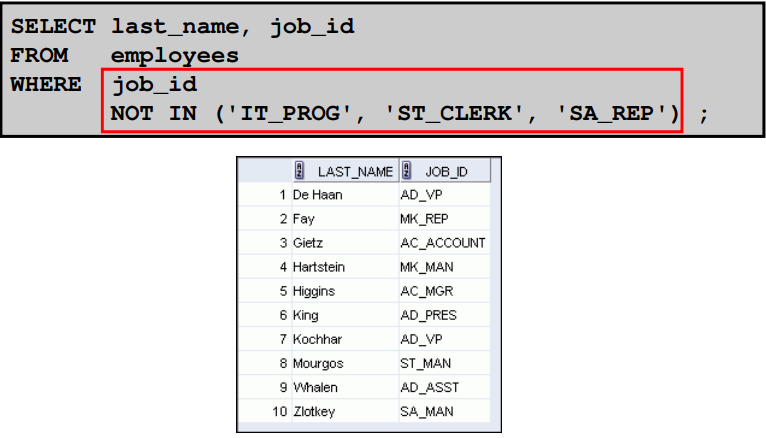 SELECT last_name, job_id
FROM employees
WHERE job_id
NOT IN ('IT_PROG', 'ST_CLERK', 'SA_REP') ;
LAST_NAME JOB_ID
1 De Haan AD_VP
2 Fay MK_REP
3 Gietz AC_ACCOUNT
4 Hartstein MK_MAN
5 Higgins AC_MGR
6 King AD_PRES
7 Kochhar AD_VP
8 Mourgos ST_MAN
9 Whalen AD_ASST
10 Zlotkey SA_MAN